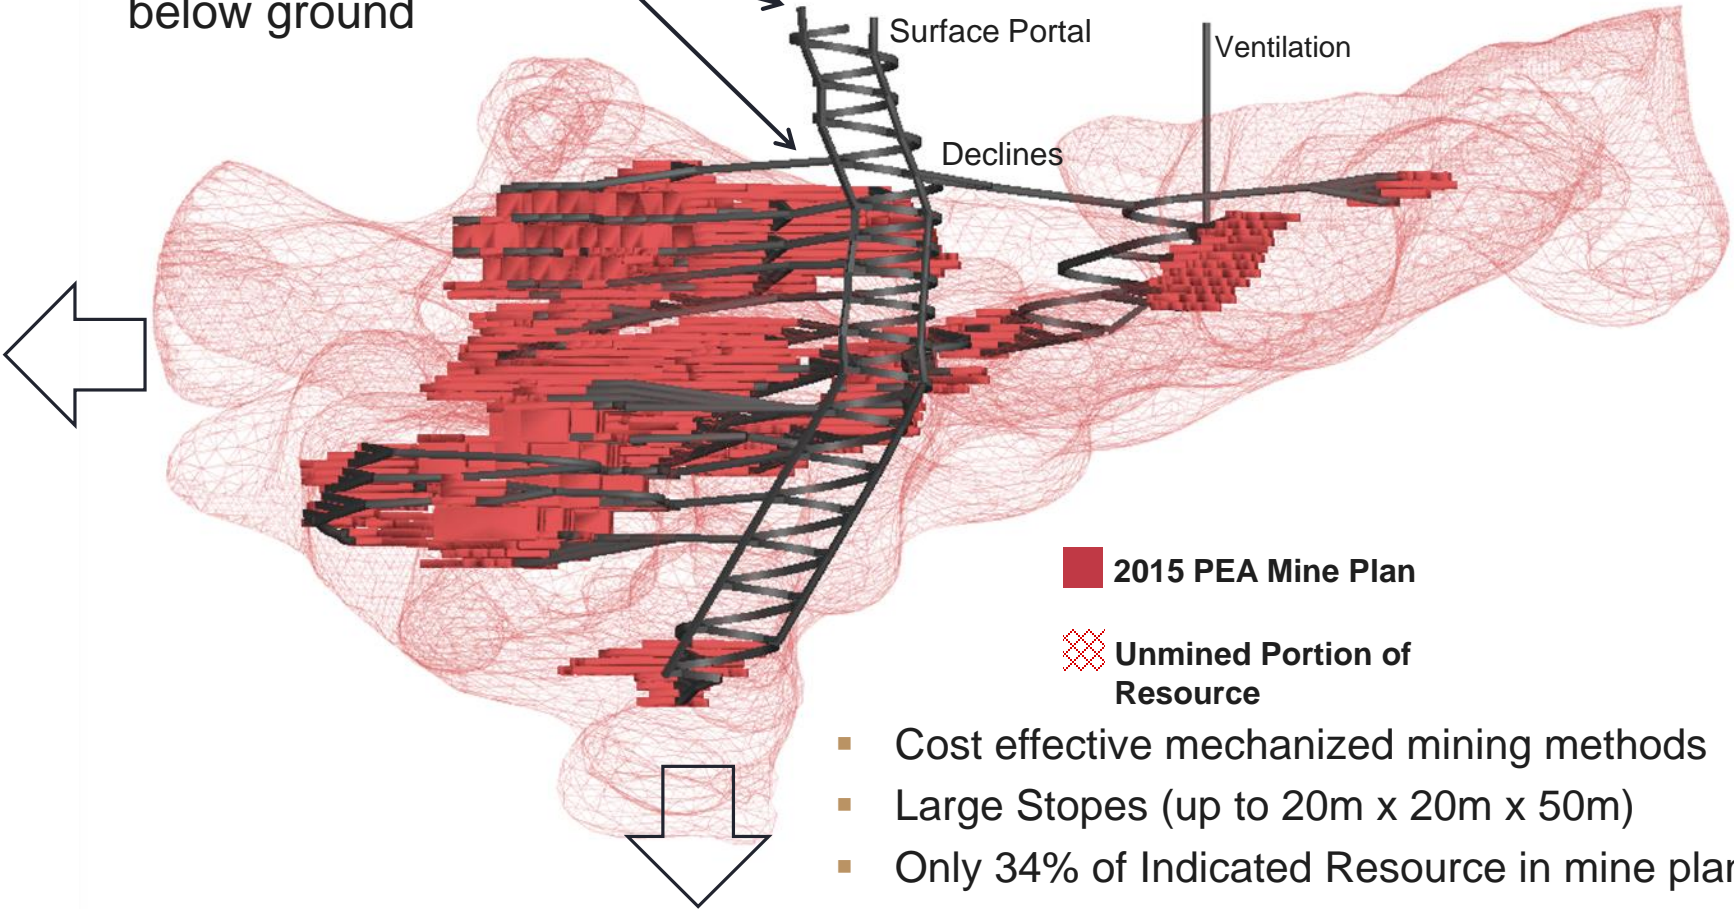 below ground
Surface Portal
Ventilation
Declines
2015 PEA Mine Plan
Unmined Portion of
Resource
Cost effective mechanized mining methods
Large Stopes (up to 20m x 20m x 50m)
Only 34% of Indicated Resource in mine plan